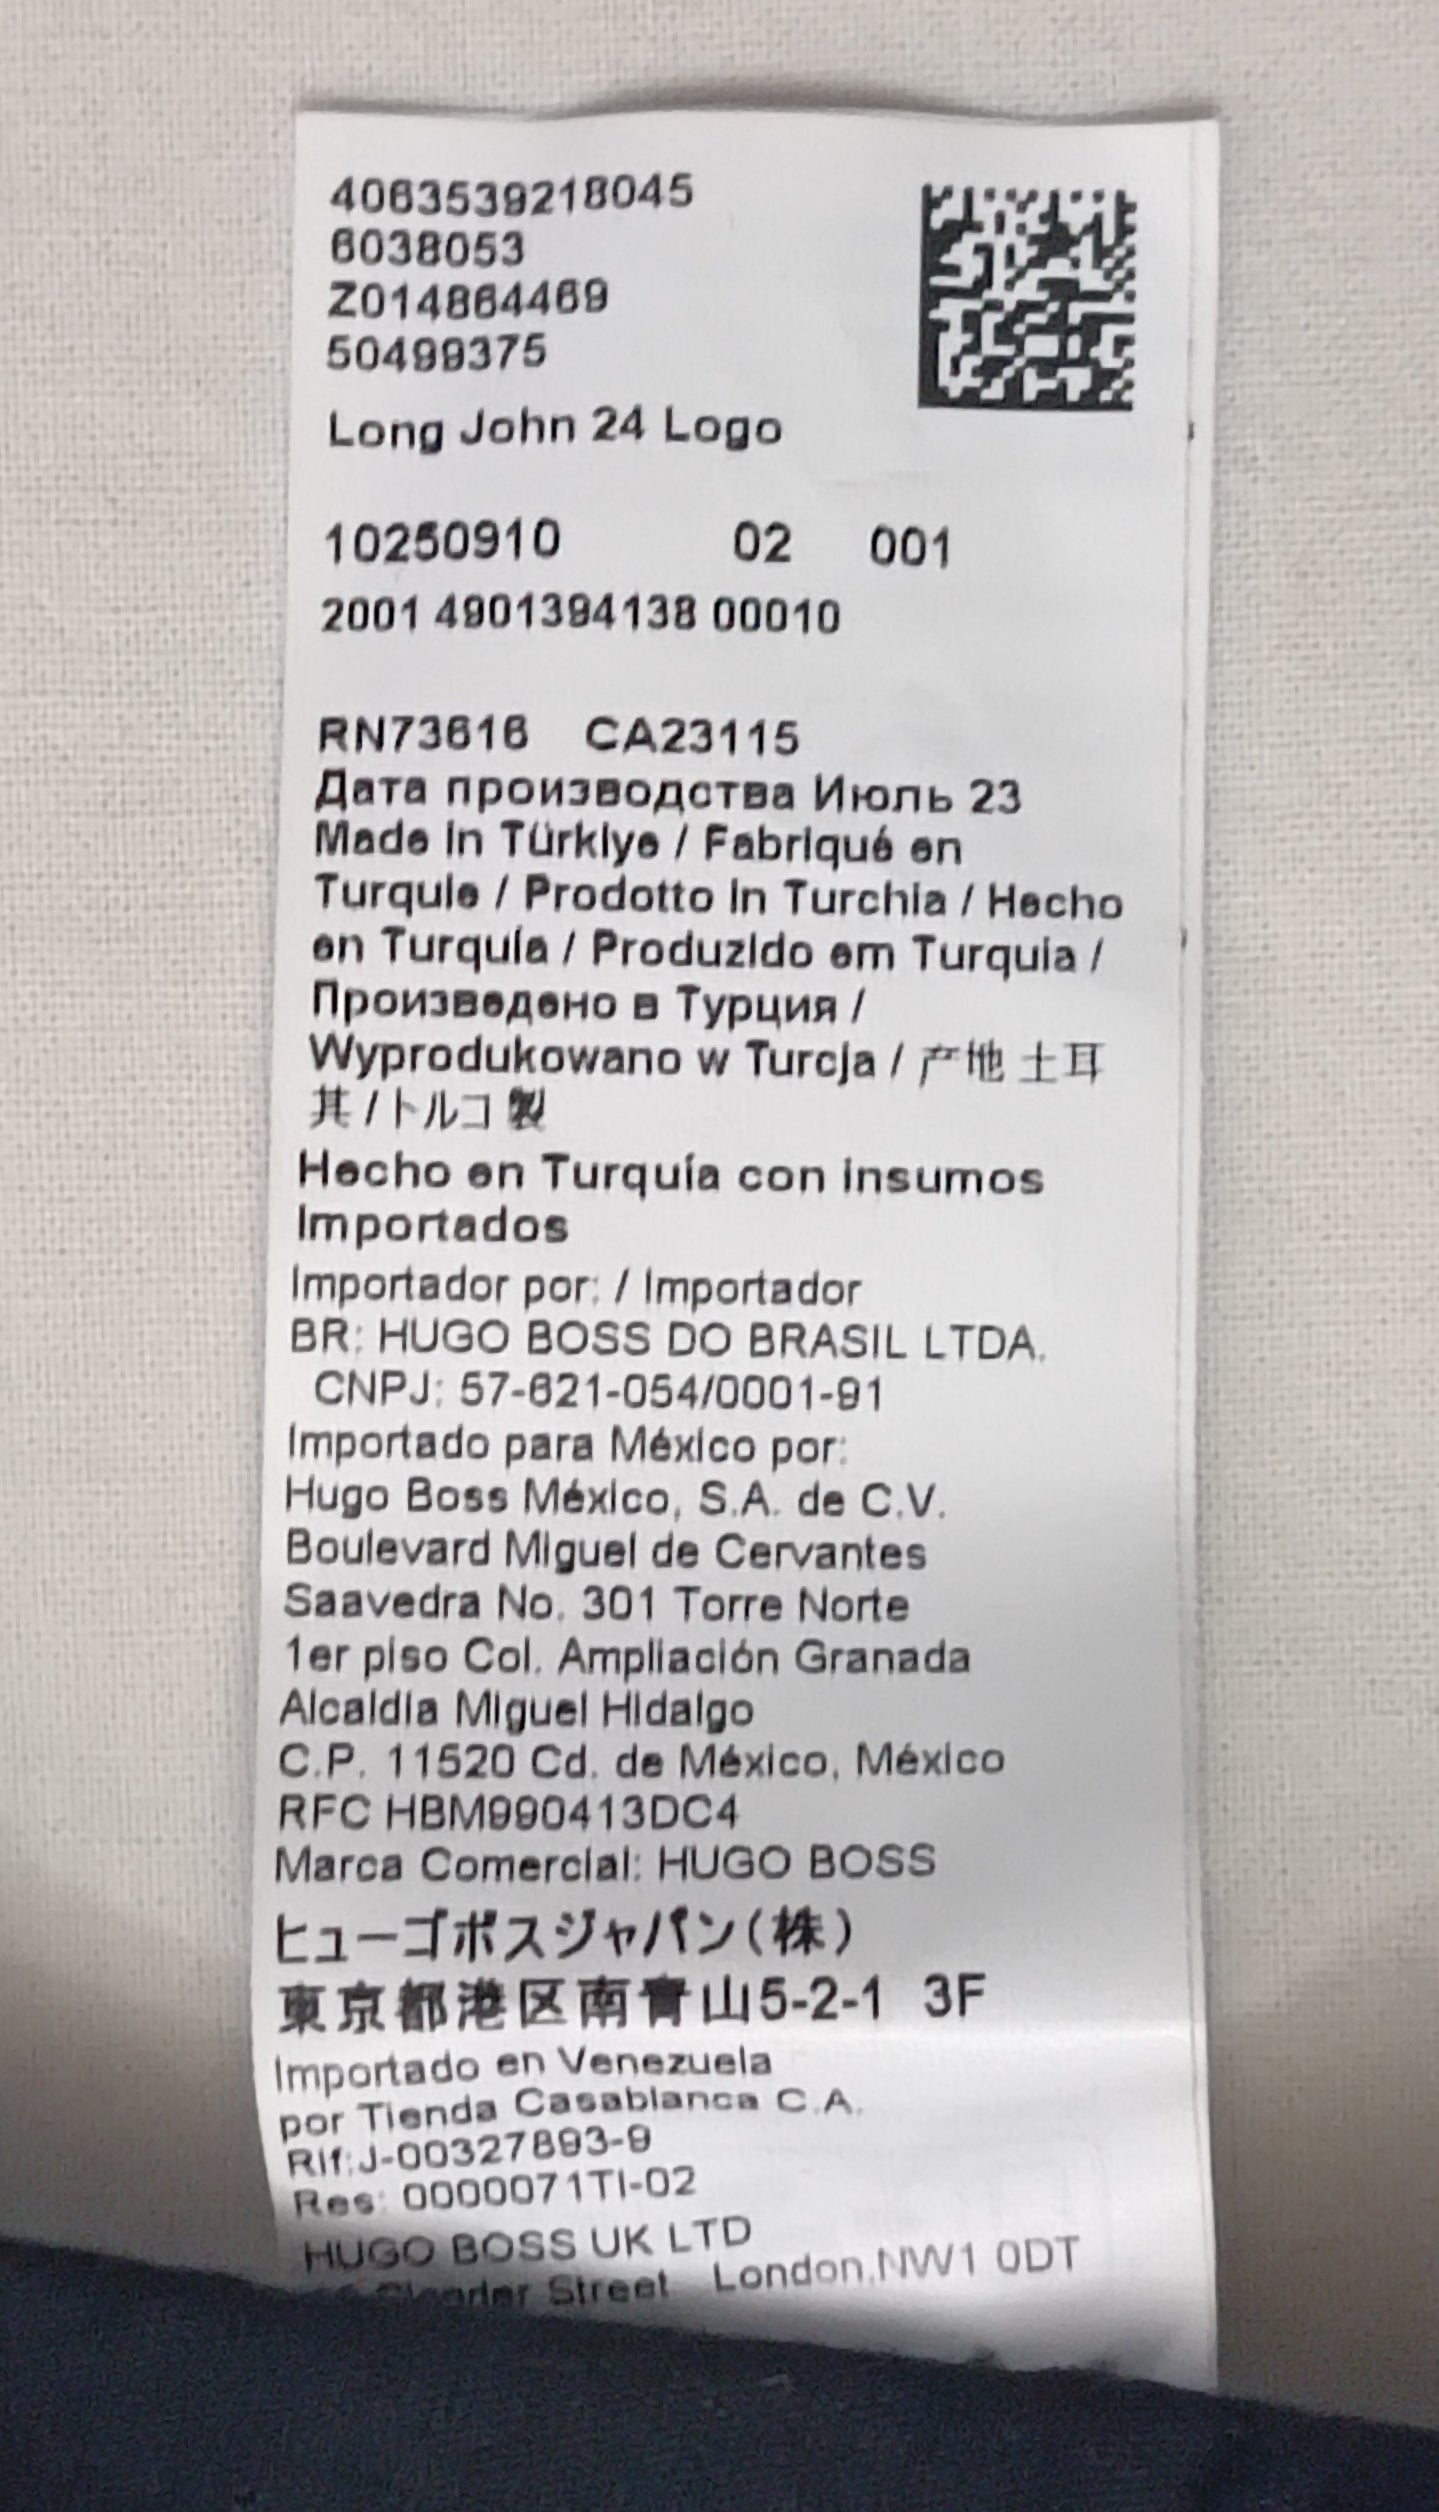 4063539218045
6038053
Z014864469
50499375
Long John 24 Logo
10250910 02 001
2001 4901394138 00010
RN73616 CA23115
Дата производства Июль 23
Made in Türkiye / Fabriqué en
Turquie / Prodotto in Turchia / Hecho
en Turquía / Produzido em Turquia /
Произведено в Турция /
Wyprodukowano w Turcja / 产地 土耳
其 / トルコ 製
Hecho en Turquía con insumos
Importados
Importador por: / Importador
BR: HUGO BOSS DO BRASIL LTDA.
CNPJ: 57-621-054/0001-91
Importado para México por:
Hugo Boss México, S.A. de C.V.
Boulevard Miguel de Cervantes
Saavedra No. 301 Torre Norte
1er piso Col. Ampliación Granada
Alcaldía Miguel Hidalgo
C.P. 11520 Cd. de México, México
RFC HBM990413DC4
Marca Comercial: HUGO BOSS
ヒューゴボスジャパン(株)
東京都港区南青山5-2-1 3F
Importado en Venezuela
por Tienda Casablanca C.A.
Rif:J-00327893-9
Res: 0000071TI-02
HUGO BOSS UK LTD
Street London,NW1 0DT